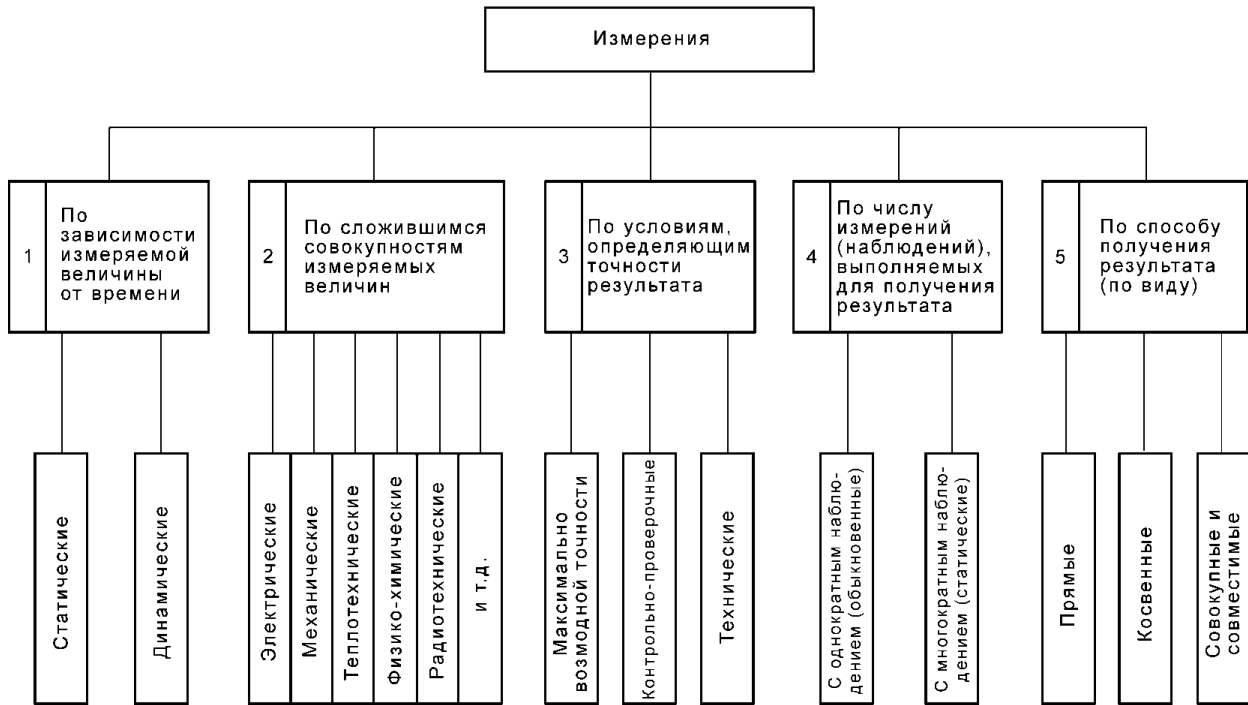 Измерения
1
По
зависимости
измеряемой
величины
от времени
2
По сложившимся
совокупностям
измеряемых
величин
3
По условиям,
определяющим
точности
результата
4
По числу
измерений
(наблюдений),
выполняемых
для получения
результата
5
По способу
получения
результата
(по виду)
Статические
Динамические
Электрические
Механические
Теплотехнические
Физико-химические
Радиотехнические
и т.д.
Максимально
возмодной точности
Контрольно-проверочные
Технические
С однократным наблю-
дением (обыкновенные)
С многократным наблю-
дением (статические)
Прямые
Косвенные
Совокупные и
совместимые